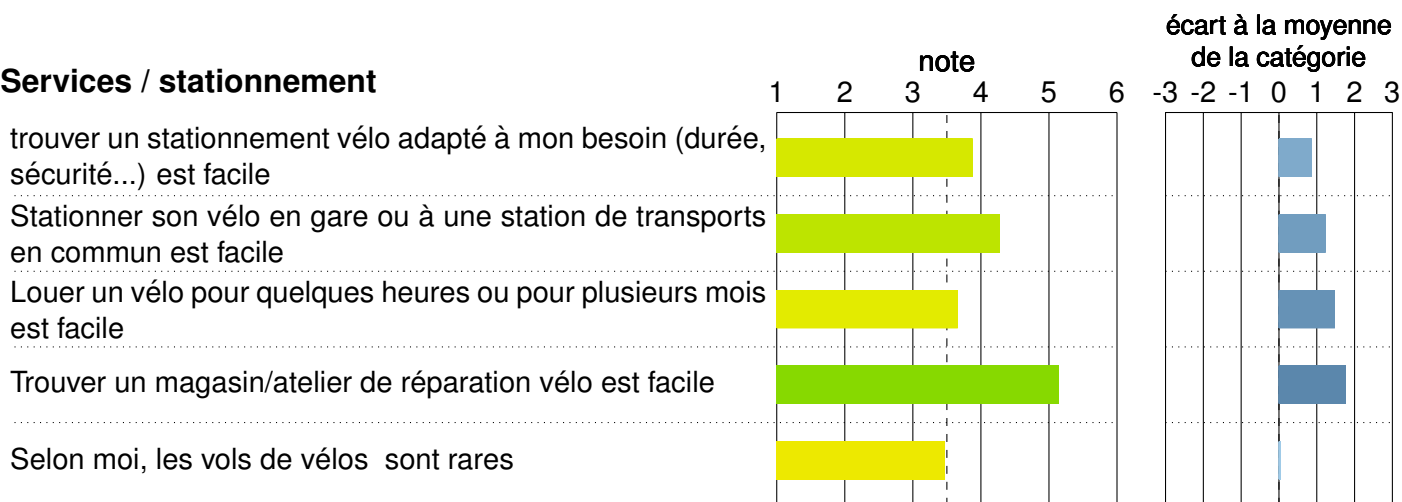 écart à la moyenne
note de la catégorie
Services / stationnement
1 2 3 4 5 6 -3 -2 -1 0 1 2 3
trouver un stationnement vélo adapté à mon besoin (durée,
sécurité...) est facile
Stationner son vélo en gare ou à une station de transports
en commun est facile
Louer un vélo pour quelques heures ou pour plusieurs mois
est facile
Trouver un magasin/atelier de réparation vélo est facile
Selon moi, les vols de vélos  sont rares